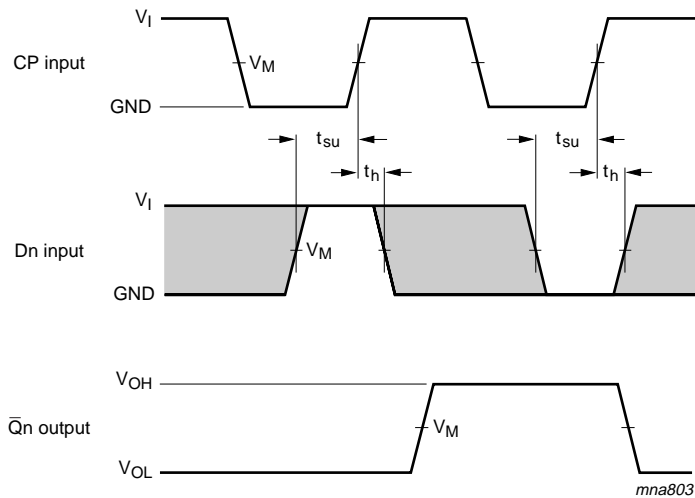 V_I
CP input
V_M
GND
t_su
t_su
t_h
t_h
V_I
Dn input
V_M
GND
V_OH
Q̅n output
V_M
V_OL
mna803